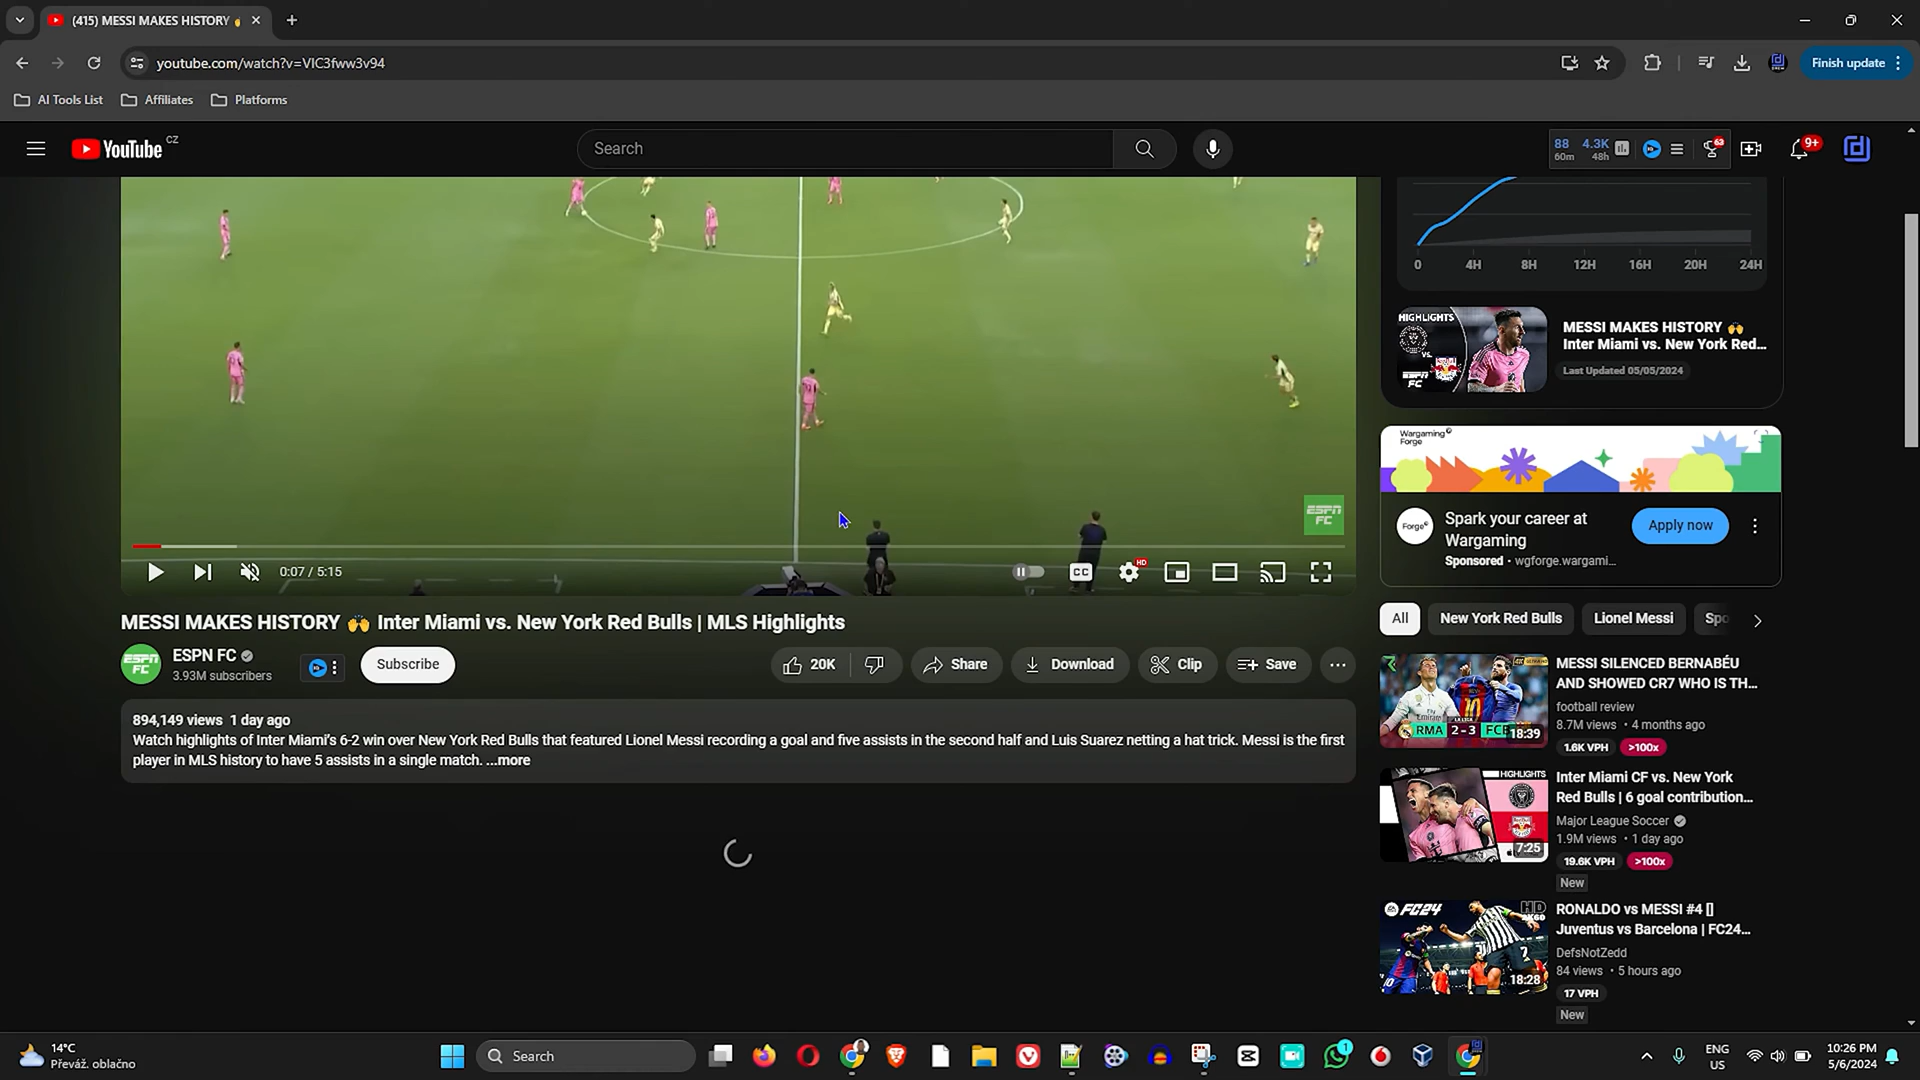 (415) MESSI MAKES HISTORY
youtube.com/watch?v=VIC3fww3v94
Finish update
AI Tools List
Affiliates
Platforms
YouTube CZ
Search
88
60m
4.3K
48h
63
9+
0
4H
8H
12H
16H
20H
24H
HIGHLIGHTS
VS.
ESPN
FC
MESSI MAKES HISTORY 🙌
Inter Miami vs. New York Red...
Last Updated 05/05/2024
Wargaming
Forge
Forge
Spark your career at
Wargaming
Sponsored • wgforge.wargami...
Apply now
ESPN
FC
0:07 / 5:15
CC
HD
MESSI MAKES HISTORY 🙌 Inter Miami vs. New York Red Bulls | MLS Highlights
ESPN
FC
ESPN FC
3.93M subscribers
Subscribe
20K
Share
Download
Clip
Save
894,149 views 1 day ago
Watch highlights of Inter Miami's 6-2 win over New York Red Bulls that featured Lionel Messi recording a goal and five assists in the second half and Luis Suarez netting a hat trick. Messi is the first
player in MLS history to have 5 assists in a single match. ...more
All
New York Red Bulls
Lionel Messi
Spo
RMA 2-3 FCB
18:39
MESSI SILENCED BERNABÉU
AND SHOWED CR7 WHO IS TH...
football review
8.7M views • 4 months ago
1.6K VPH
>100x
HIGHLIGHTS
7:25
Inter Miami CF vs. New York
Red Bulls | 6 goal contribution...
Major League Soccer
1.9M views • 1 day ago
19.6K VPH
>100x
New
FC24
HD
18:28
RONALDO vs MESSI #4 []
Juventus vs Barcelona | FC24...
DefsNotZedd
84 views • 5 hours ago
17 VPH
New
14°C
Převáž. oblačno
Search
1
ENG
US
10:26 PM
5/6/2024